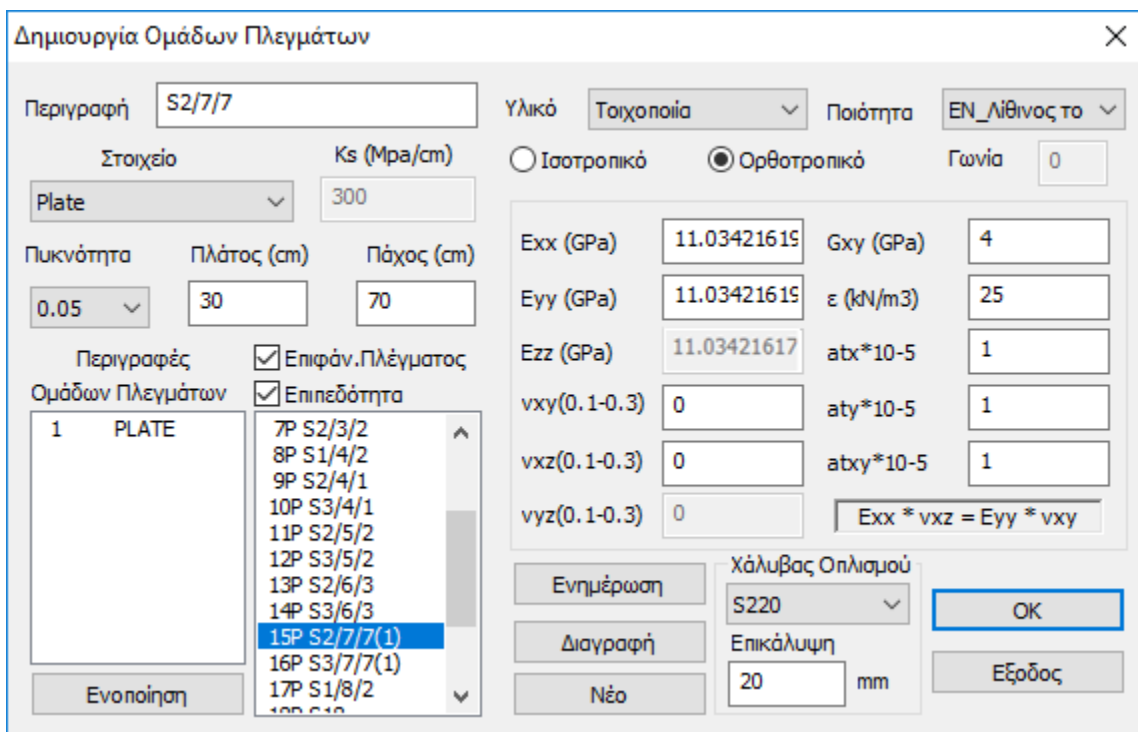 Δημιουργία Ομάδων Πλεγμάτων
Περιγραφή S2/7/7
Υλικό Τοιχοποιία Ποιότητα EN_Λίθινος το
Στοιχείο Ks (Mpa/cm)
Plate 300
Ισοτροπικό Ορθοτροπικό Γωνία 0
Πυκνότητα Πλάτος (cm) Πάχος (cm)
0.05 30 70
Περιγραφές
Ομάδων Πλεγμάτων
Επιφάν.Πλέγματος
Επιπεδότητα
1 PLATE
7P S2/3/2
8P S1/4/2
9P S2/4/1
10P S3/4/1
11P S2/5/2
12P S3/5/2
13P S2/6/3
14P S3/6/3
15P S2/7/7(1)
16P S3/7/7(1)
17P S1/8/2
Ενοποίηση
Exx (GPa) 11.03421619 Gxy (GPa) 4
Eyy (GPa) 11.03421619 ε (kN/m3) 25
Ezz (GPa) 11.03421617 atx*10-5 1
vxy(0.1-0.3) 0 aty*10-5 1
vxz(0.1-0.3) 0 atxy*10-5 1
vyz(0.1-0.3) 0 Exx * vxz = Eyy * vxy
Ενημέρωση
Διαγραφή
Νέο
Χάλυβας Οπλισμού
S220
Επικάλυψη
20 mm
OK
Εξοδος